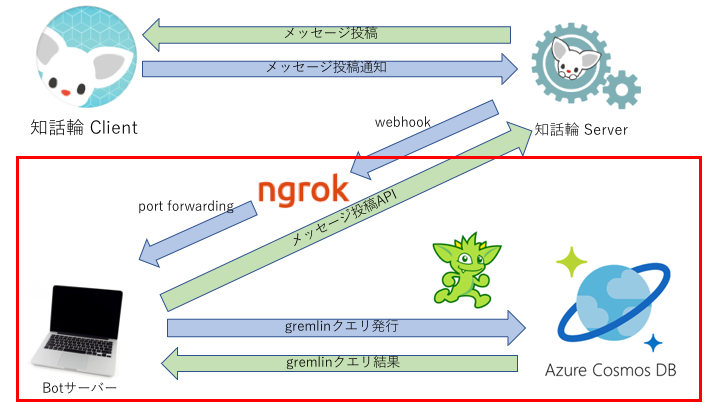 メッセージ投稿
メッセージ投稿通知
知話輪 Client
知話輪 Server
webhook
ngrok
port forwarding
メッセージ投稿API
gremlinクエリ発行
gremlinクエリ結果
Botサーバー
Azure Cosmos DB